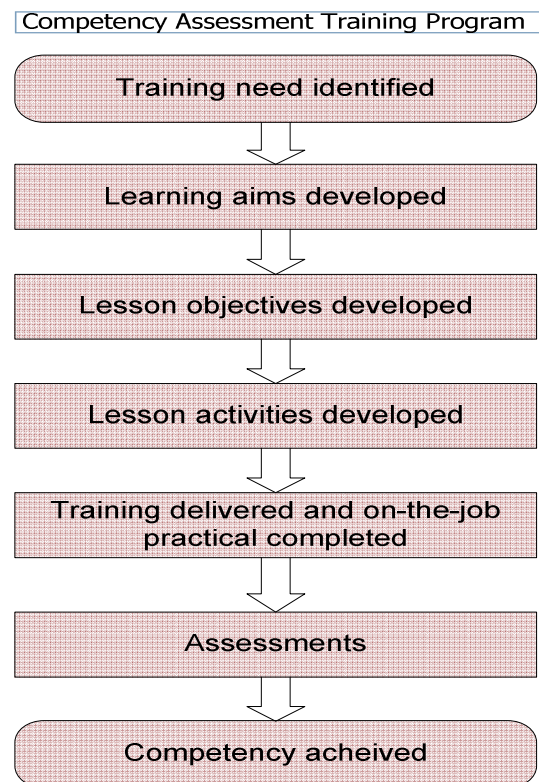 Competency Assessment Training Program
Training need identified
Learning aims developed
Lesson objectives developed
Lesson activities developed
Training delivered and on-the-job
practical completed
Assessments
Competency acheived